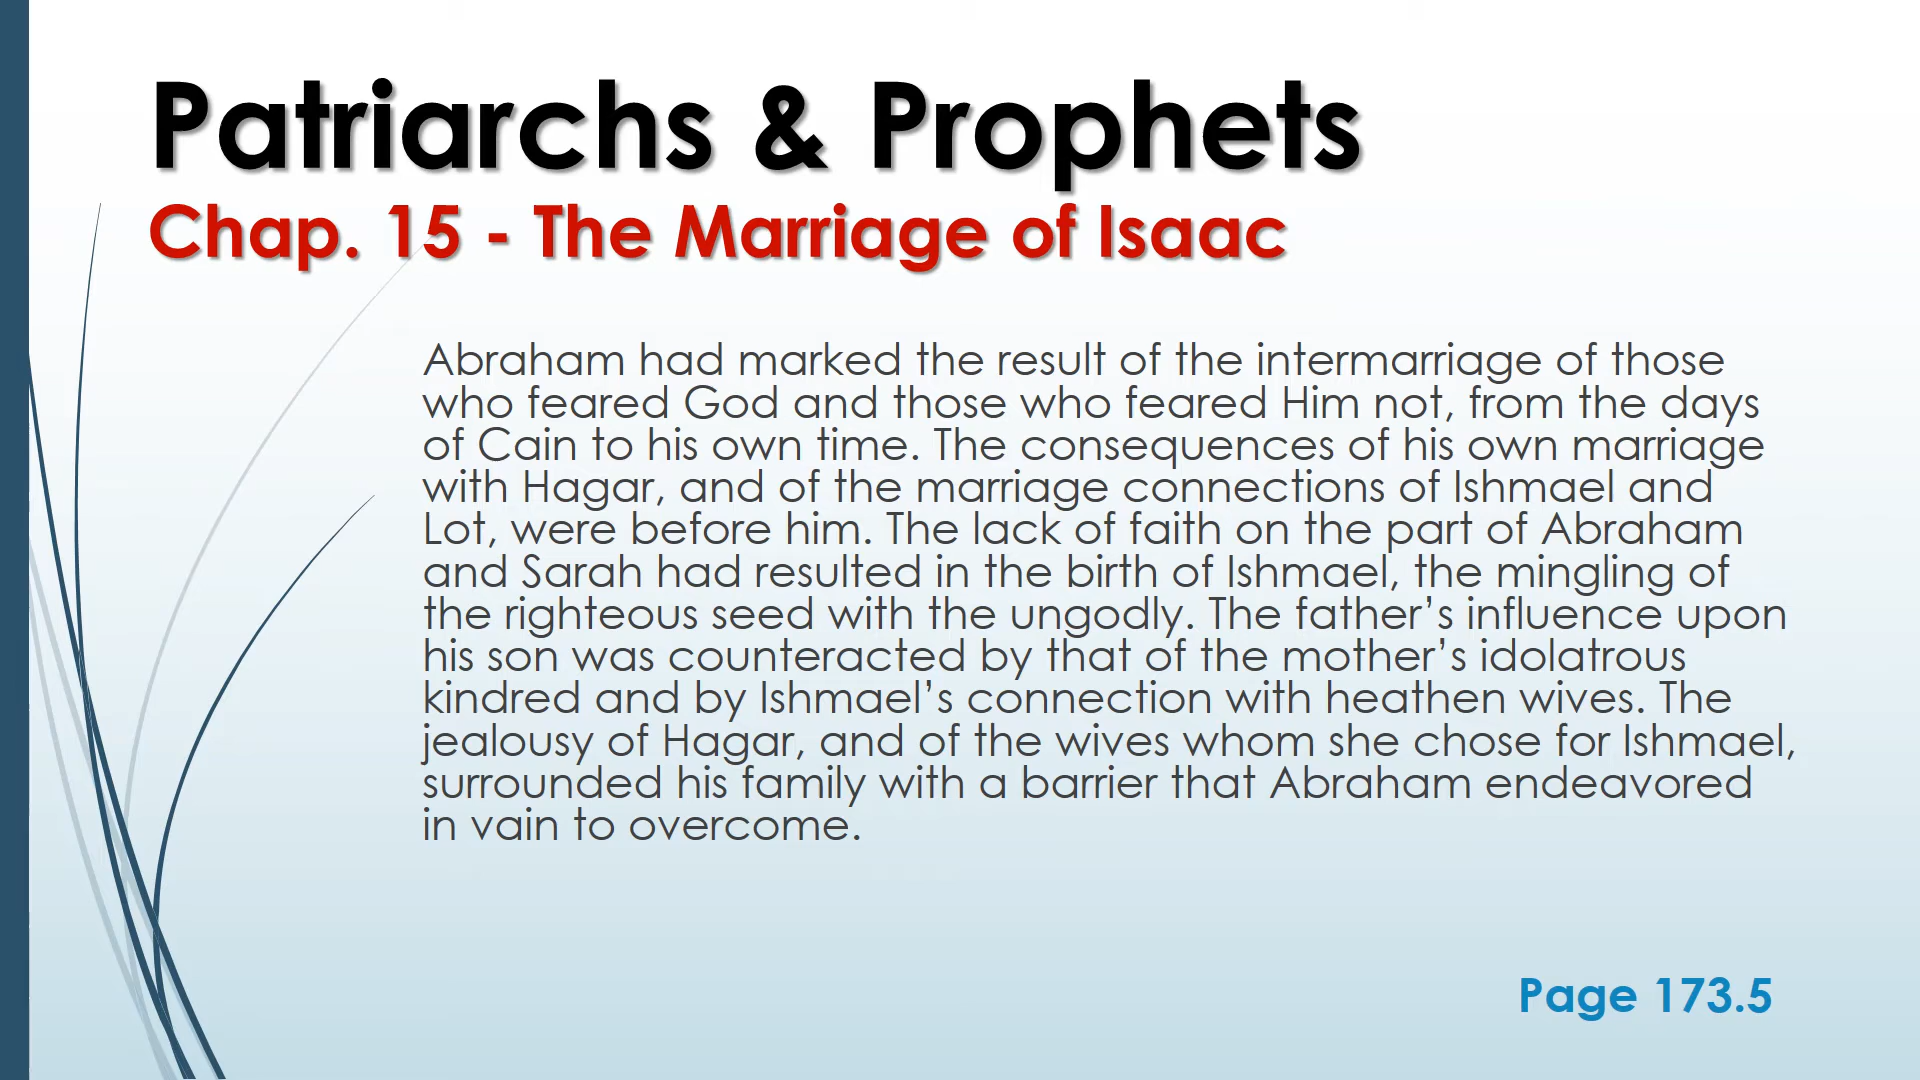 Patriarchs & Prophets
Chap. 15 - The Marriage of Isaac
Abraham had marked the result of the intermarriage of those
who feared God and those who feared Him not, from the days
of Cain to his own time. The consequences of his own marriage
with Hagar, and of the marriage connections of Ishmael and
Lot, were before him. The lack of faith on the part of Abraham
and Sarah had resulted in the birth of Ishmael, the mingling of
the righteous seed with the ungodly. The father’s influence upon
his son was counteracted by that of the mother’s idolatrous
kindred and by Ishmael’s connection with heathen wives. The
jealousy of Hagar, and of the wives whom she chose for Ishmael,
surrounded his family with a barrier that Abraham endeavored
in vain to overcome.
Page 173.5